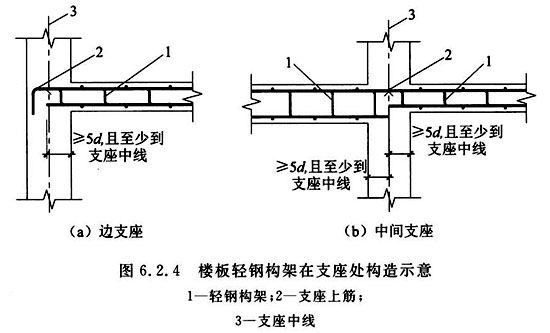 3
2
1
≥5d,且至少到
支座中线
(a) 边支座
3
1
2
1
≥5d,且至少到
支座中线
≥5d,且至少到
支座中线
(b) 中间支座
图 6.2.4 楼板轻钢构架在支座处构造示意
1—轻钢构架;2—支座上筋;
3—支座中线